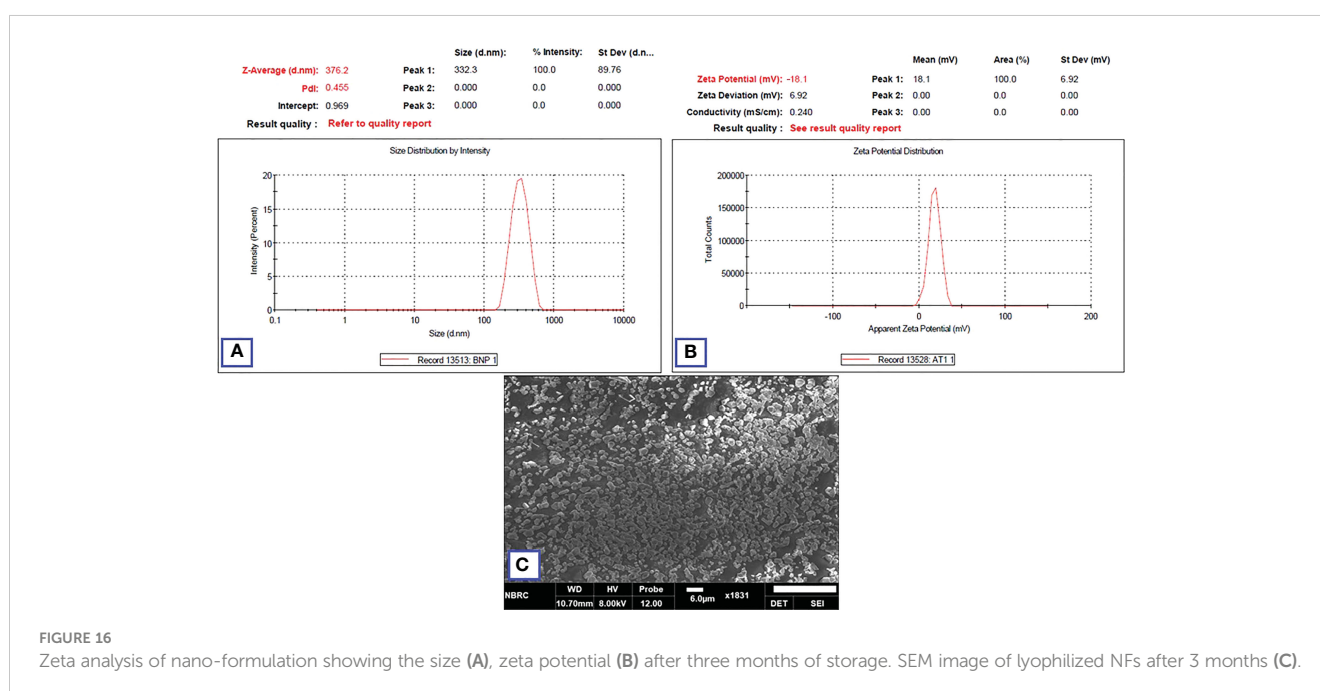 Size (d.nm): % Intensity: St Dev (d.n...
Z-Average (d.nm): 376.2 Peak 1: 332.3 100.0 89.76
PdI: 0.455 Peak 2: 0.000 0.0 0.000
Intercept: 0.969 Peak 3: 0.000 0.0 0.000
Result quality : Refer to quality report
Size Distribution by Intensity
20
15
10
5
0
Intensity (Percent)
0.1 1 10 100 1000 10000
Size (d.nm)
A
Record 13513: BNP 1
Mean (mV) Area (%) St Dev (mV)
Zeta Potential (mV): -18.1 Peak 1: 18.1 100.0 6.92
Zeta Deviation (mV): 6.92 Peak 2: 0.00 0.0 0.00
Conductivity (mS/cm): 0.240 Peak 3: 0.00 0.0 0.00
Result quality : See result quality report
Zeta Potential Distribution
200000
150000
100000
50000
0
Total Counts
-100 0 100 200
Apparent Zeta Potential (mV)
B
Record 13528: AT1 1
C
NBRC WD HV Probe 6.0µm x1831
10.70mm 8.00kV 12.00 DET SEI
FIGURE 16
Zeta analysis of nano-formulation showing the size (A), zeta potential (B) after three months of storage. SEM image of lyophilized NFs after 3 months (C).